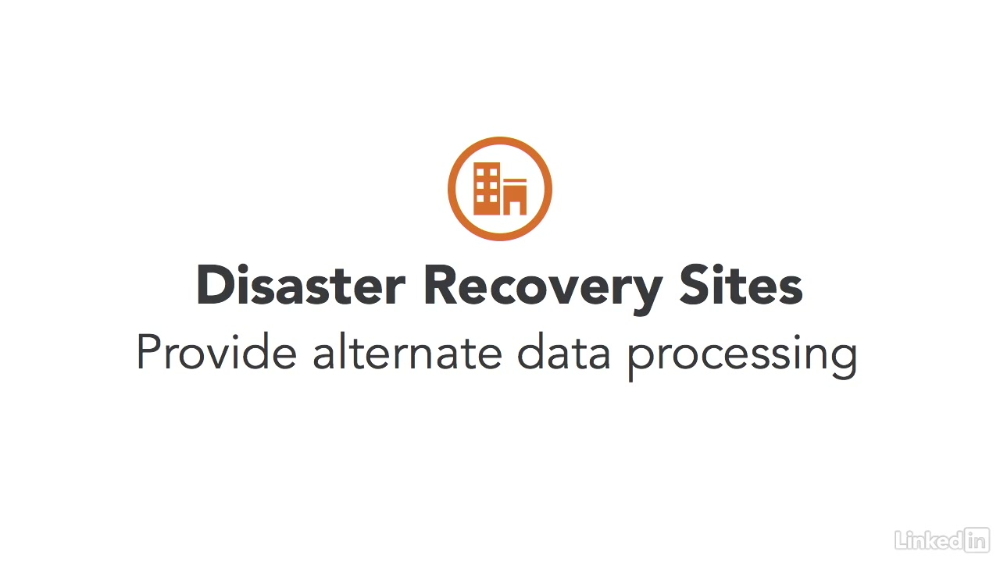 Disaster Recovery Sites
Provide alternate data processing
Linkedin